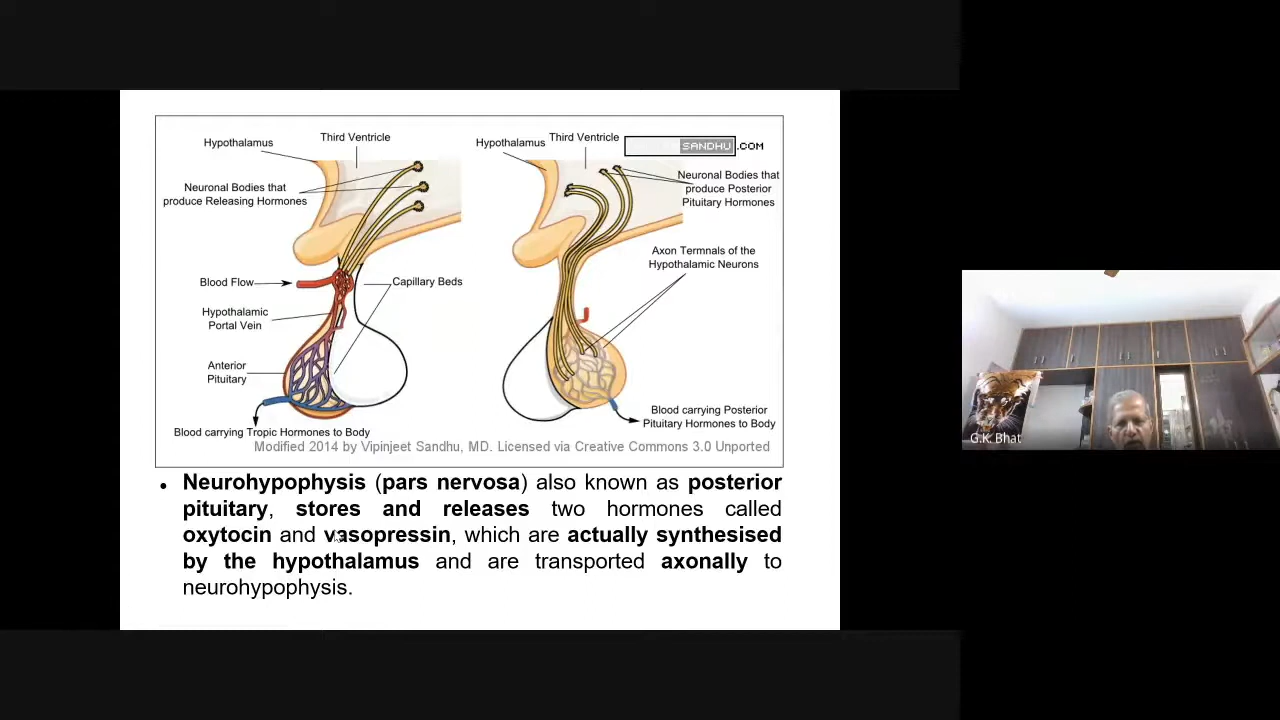 Hypothalamus
Third Ventricle
Neuronal Bodies that
produce Releasing Hormones
Blood Flow
Capillary Beds
Hypothalamic
Portal Vein
Anterior
Pituitary
Blood carrying Tropic Hormones to Body
Hypothalamus
Third Ventricle
SANDHU.COM
Neuronal Bodies that
produce Posterior
Pituitary Hormones
Axon Termnals of the
Hypothalamic Neurons
Blood carrying Posterior
Pituitary Hormones to Body
Modified 2014 by Vipinjeet Sandhu, MD. Licensed via Creative Commons 3.0 Unported
• Neurohypophysis (pars nervosa) also known as posterior
pituitary, stores and releases two hormones called
oxytocin and vasopressin, which are actually synthesised
by the hypothalamus and are transported axonally to
neurohypophysis.
G.K. Bhat